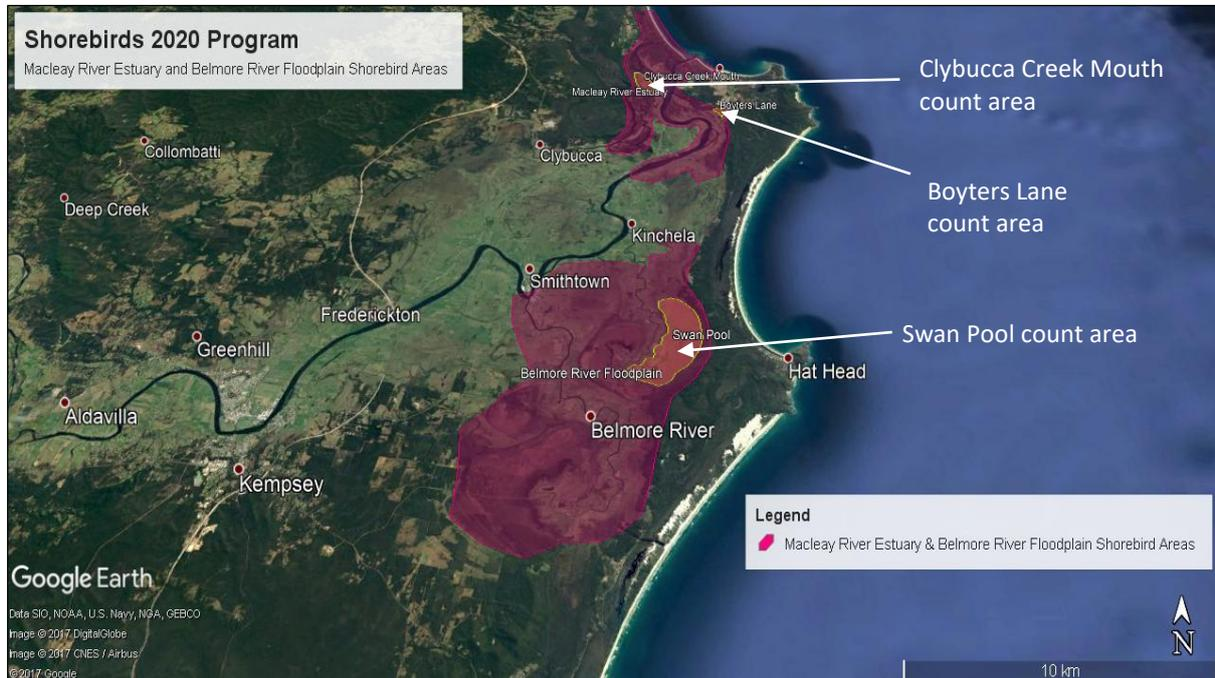 Shorebirds 2020 Program
Macleay River Estuary and Belmore River Floodplain Shorebird Areas
Clybucca Creek Mouth
count area
Clybucca Creek Mouth
Macleay River Estuary
Boyters Lane
Collombatti
Clybucca
Boyters Lane
count area
Deep Creek
Kinchela
Smithtown
Frederickton
Swan Pool
Swan Pool count area
Greenhill
Belmore River Floodplain
Hat Head
Aldavilla
Belmore River
Kempsey
Legend
Macleay River Estuary & Belmore River Floodplain Shorebird Areas
Google Earth
Data SIO, NOAA, U.S. Navy, NGA, GEBCO
Image © 2017 DigitalGlobe
Image © 2017 CNES / Airbus
© 2017 Google
N
10 km